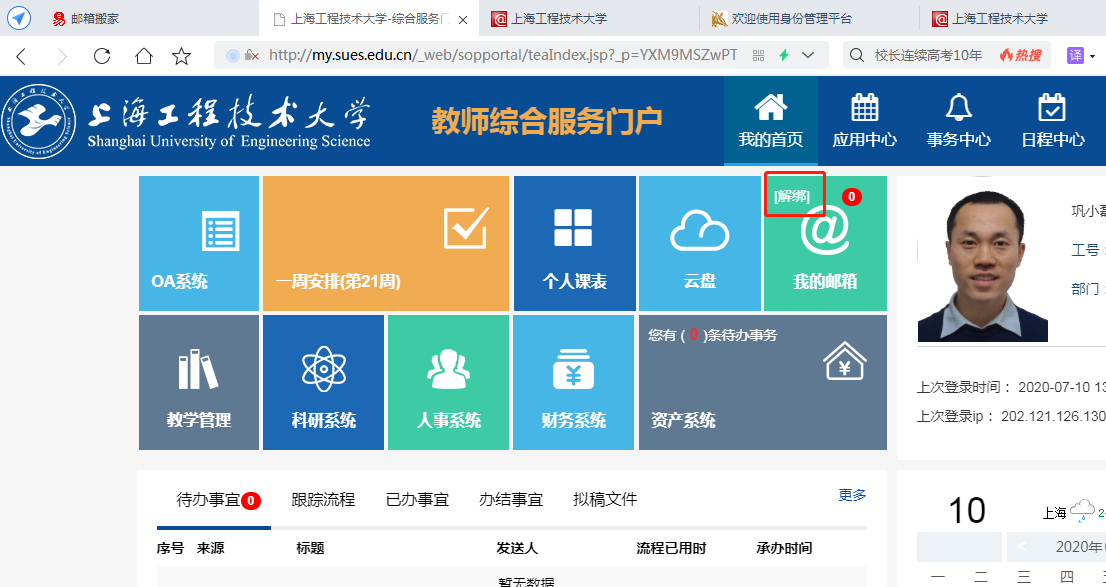 邮箱搬家
上海工程技术大学-综合服务门
上海工程技术大学
欢迎使用身份管理平台
上海工程技术大学
http://my.sues.edu.cn/_web/sopportal/teaIndex.jsp?_p=YXM9MSZwPT
校长连续高考10年
热搜
译
上海工程技术大学
Shanghai University of Engineering Science
教师综合服务门户
我的首页
应用中心
事务中心
日程中心
OA系统
一周安排(第21周)
个人课表
云盘
[解绑]
0
我的邮箱
教学管理
科研系统
人事系统
财务系统
您有 ( 0 )条待办事务
资产系统
巩小磊
工号：
部门：
上次登录时间： 2020-07-10 13
上次登录ip： 202.121.126.130
待办事宜 0
跟踪流程
已办事宜
办结事宜
拟稿文件
更多
序号 来源 标题 发送人 流程已用时 承办时间
暂无数据
10
上海
2
< 2020年
一 二 三 四